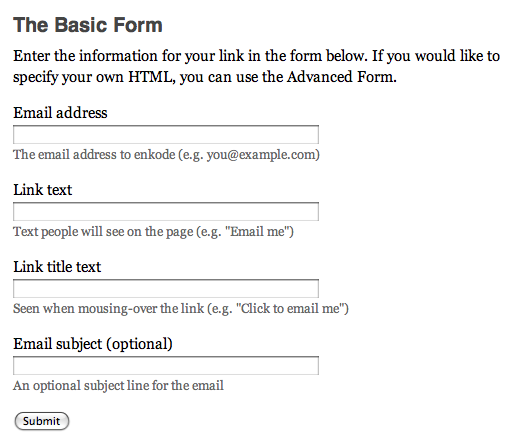 The Basic Form
Enter the information for your link in the form below. If you would like to
specify your own HTML, you can use the Advanced Form.
Email address
The email address to enkode (e.g. you@example.com)
Link text
Text people will see on the page (e.g. "Email me")
Link title text
Seen when mousing-over the link (e.g. "Click to email me")
Email subject (optional)
An optional subject line for the email
Submit